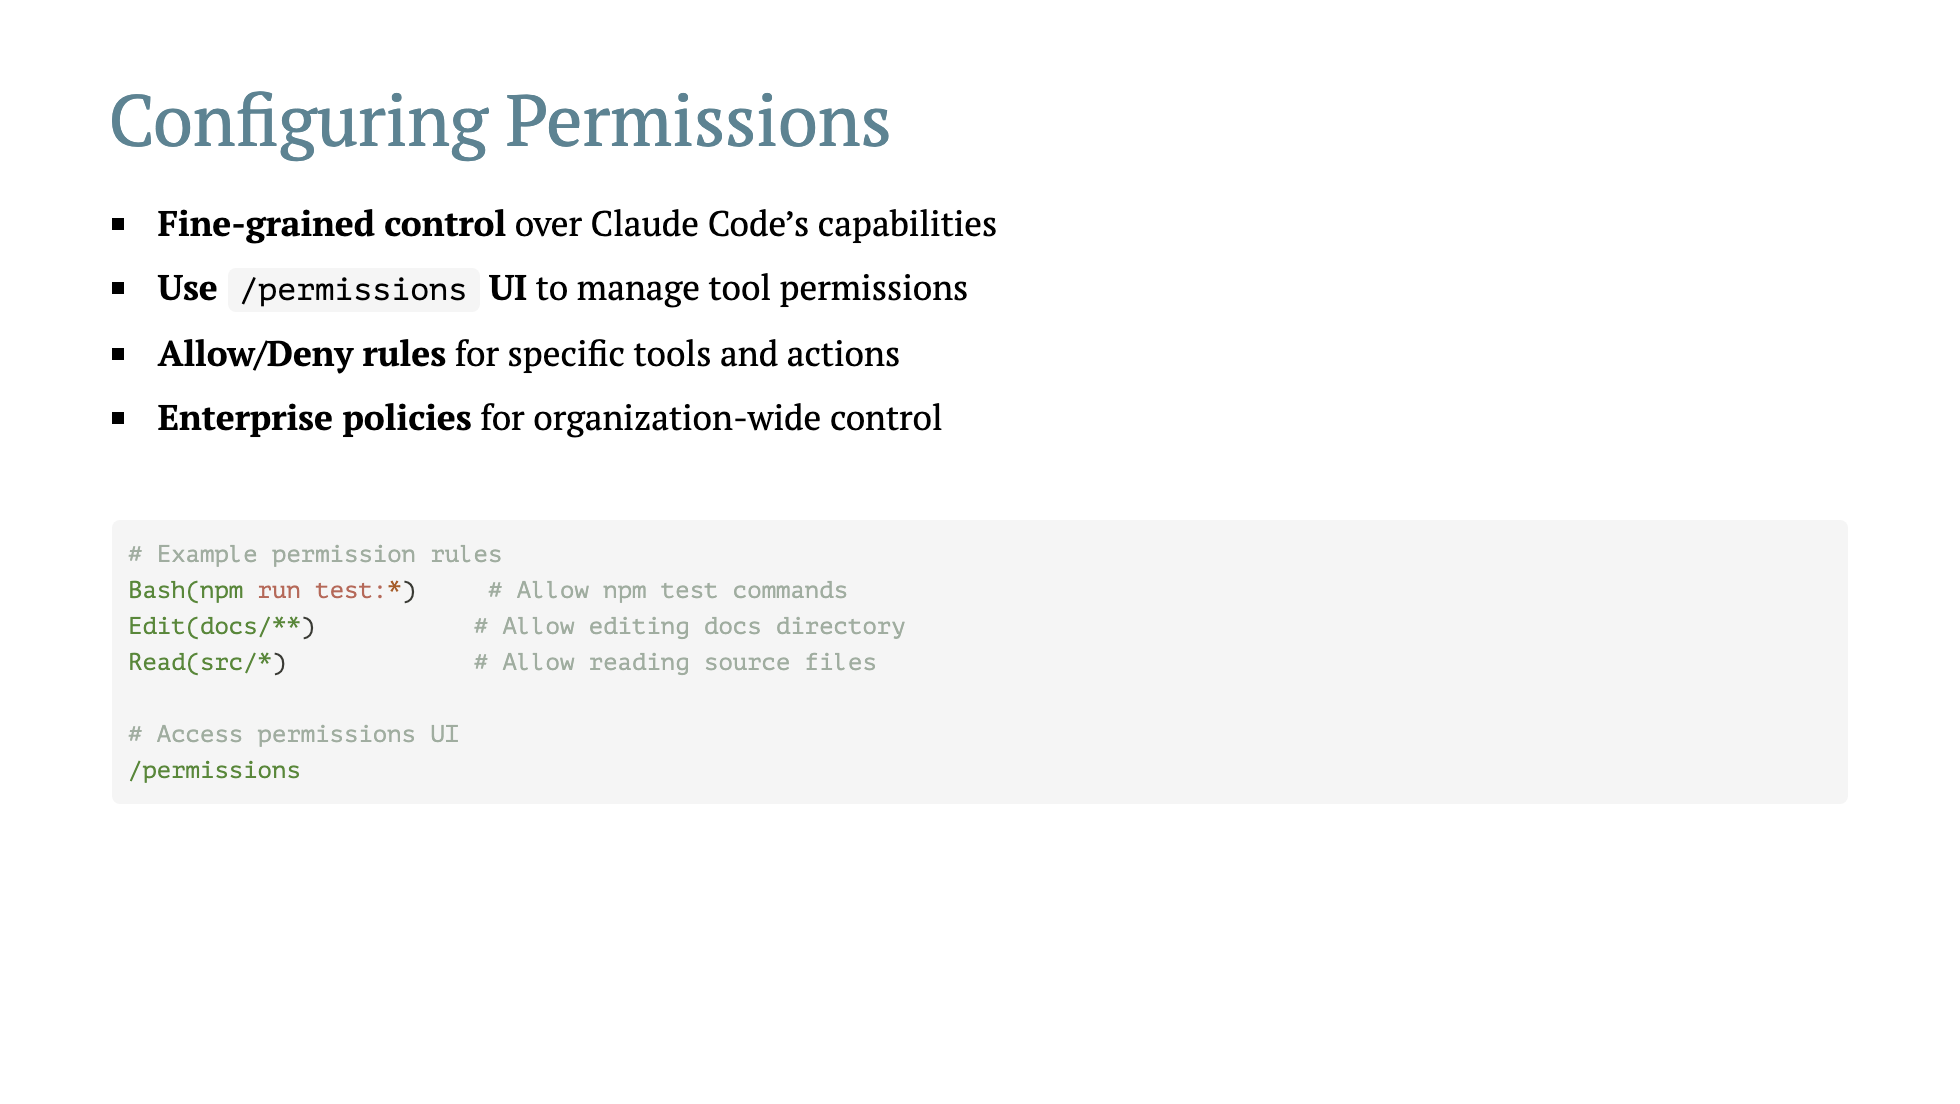 Configuring Permissions
▪ Fine-grained control over Claude Code’s capabilities
▪ Use /permissions UI to manage tool permissions
▪ Allow/Deny rules for specific tools and actions
▪ Enterprise policies for organization-wide control
# Example permission rules
Bash(npm run test:*)     # Allow npm test commands
Edit(docs/**)           # Allow editing docs directory
Read(src/*)             # Allow reading source files
# Access permissions UI
/permissions